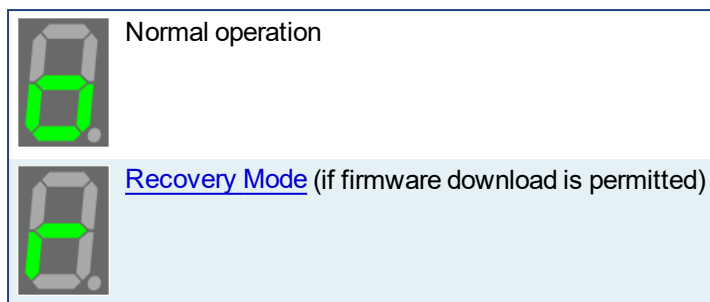 Normal operation
Recovery Mode (if firmware download is permitted)